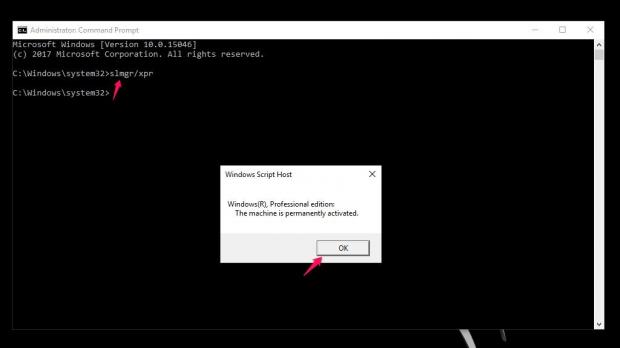 Administrator: Command Prompt
Microsoft Windows [Version 10.0.15046]
(c) 2017 Microsoft Corporation. All rights reserved.
C:\Windows\system32>slmgr/xpr
C:\Windows\system32>
Windows Script Host
Windows(R), Professional edition:
The machine is permanently activated.
OK